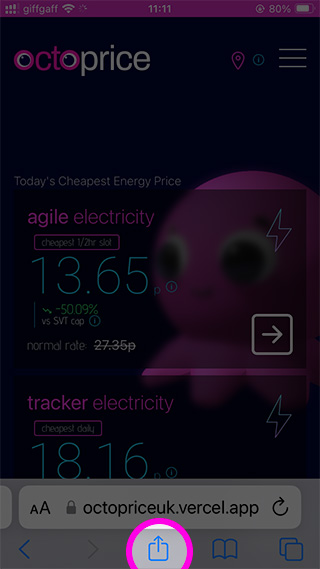 giffgaff 11:11 80%
octoprice
Today's Cheapest Energy Price
agile electricity
cheapest 1/2hr slot
13.65p
-50.09%
vs SVT cap
normal rate 27.35p
tracker electricity
cheapest daily
18.16p
AA octopriceuk.vercel.app